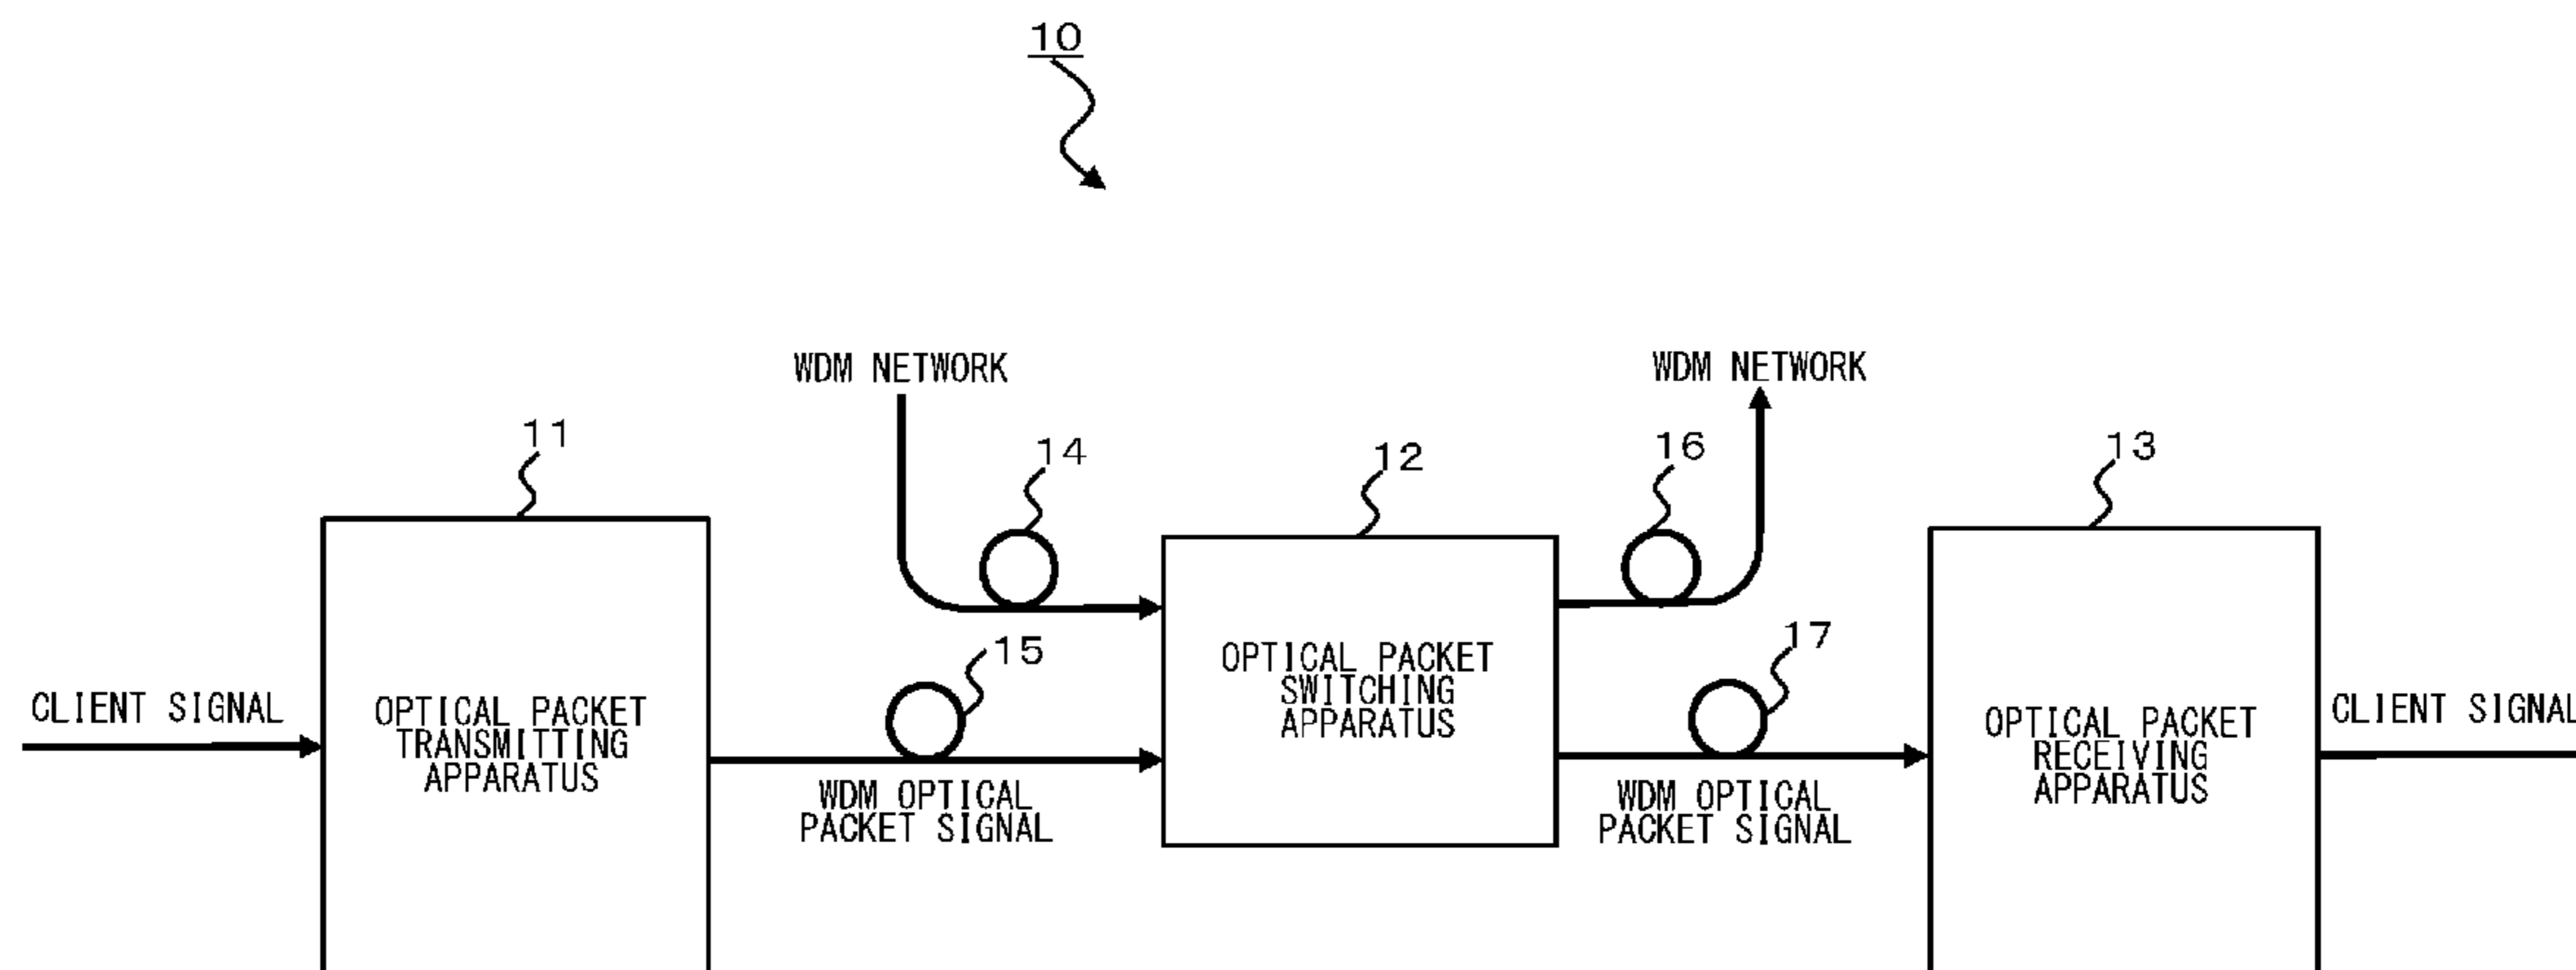 10
WDM NETWORK
WDM NETWORK
11
14
12
16
13
15
17
CLIENT SIGNAL
OPTICAL PACKET
TRANSMITTING
APPARATUS
WDM OPTICAL
PACKET SIGNAL
OPTICAL PACKET
SWITCHING
APPARATUS
WDM OPTICAL
PACKET SIGNAL
OPTICAL PACKET
RECEIVING
APPARATUS
CLIENT SIGNAL